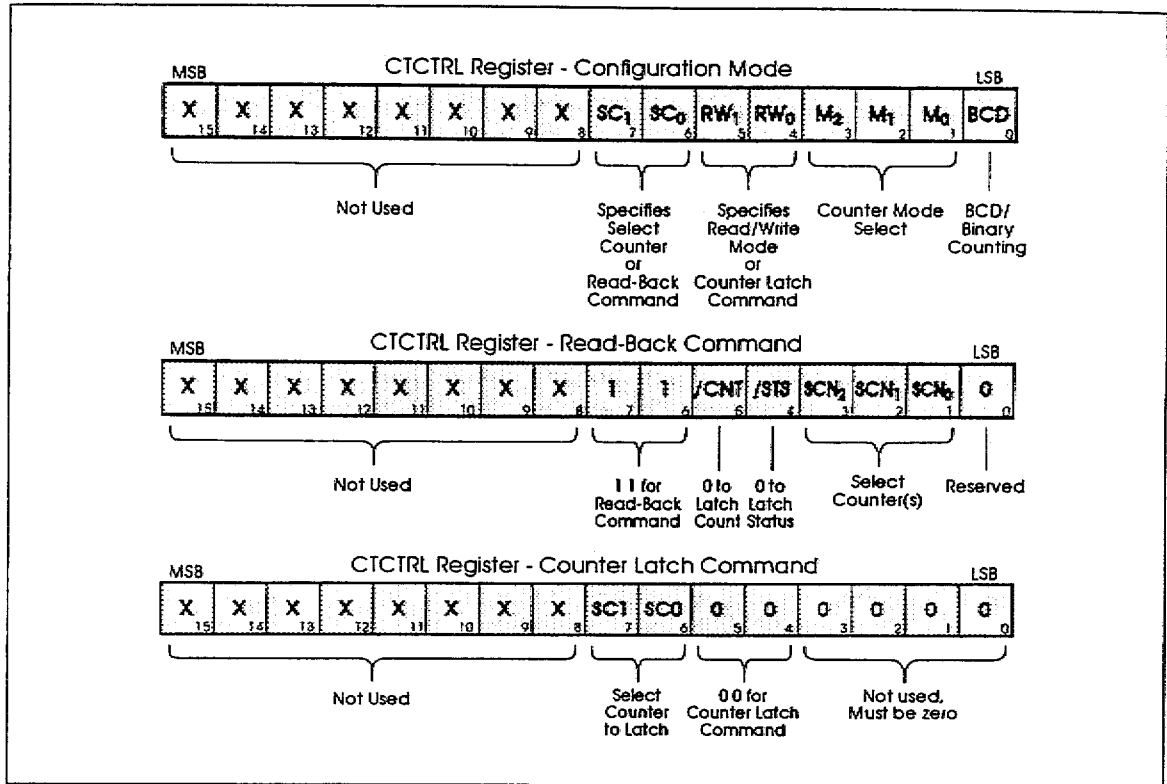 CTCTRL Register - Configuration Mode
MSB LSB
X X X X X X X X SC1 SC0 RW1 RW0 M2 M1 M0 BCD
15 14 13 12 11 10 9 8 7 6 5 4 3 2 1 0
Not Used
Specifies
Select
Counter
or
Read-Back
Command
Specifies
Read/Write
Mode
or
Counter Latch
Command
Counter Mode
Select
BCD/
Binary
Counting
CTCTRL Register - Read-Back Command
MSB LSB
X X X X X X X X 1 1 /CNT /STS SCN2 SCN1 SCN0 0
15 14 13 12 11 10 9 8 7 6 5 4 3 2 1 0
Not Used
11 for
Read-Back
Command
0 to
Latch
Count
0 to
Latch
Status
Select
Counter(s)
Reserved
CTCTRL Register - Counter Latch Command
MSB LSB
X X X X X X X X SC1 SC0 0 0 0 0 0 0
15 14 13 12 11 10 9 8 7 6 5 4 3 2 1 0
Not Used
Select
Counter
to Latch
00 for
Counter Latch
Command
Not used,
Must be zero